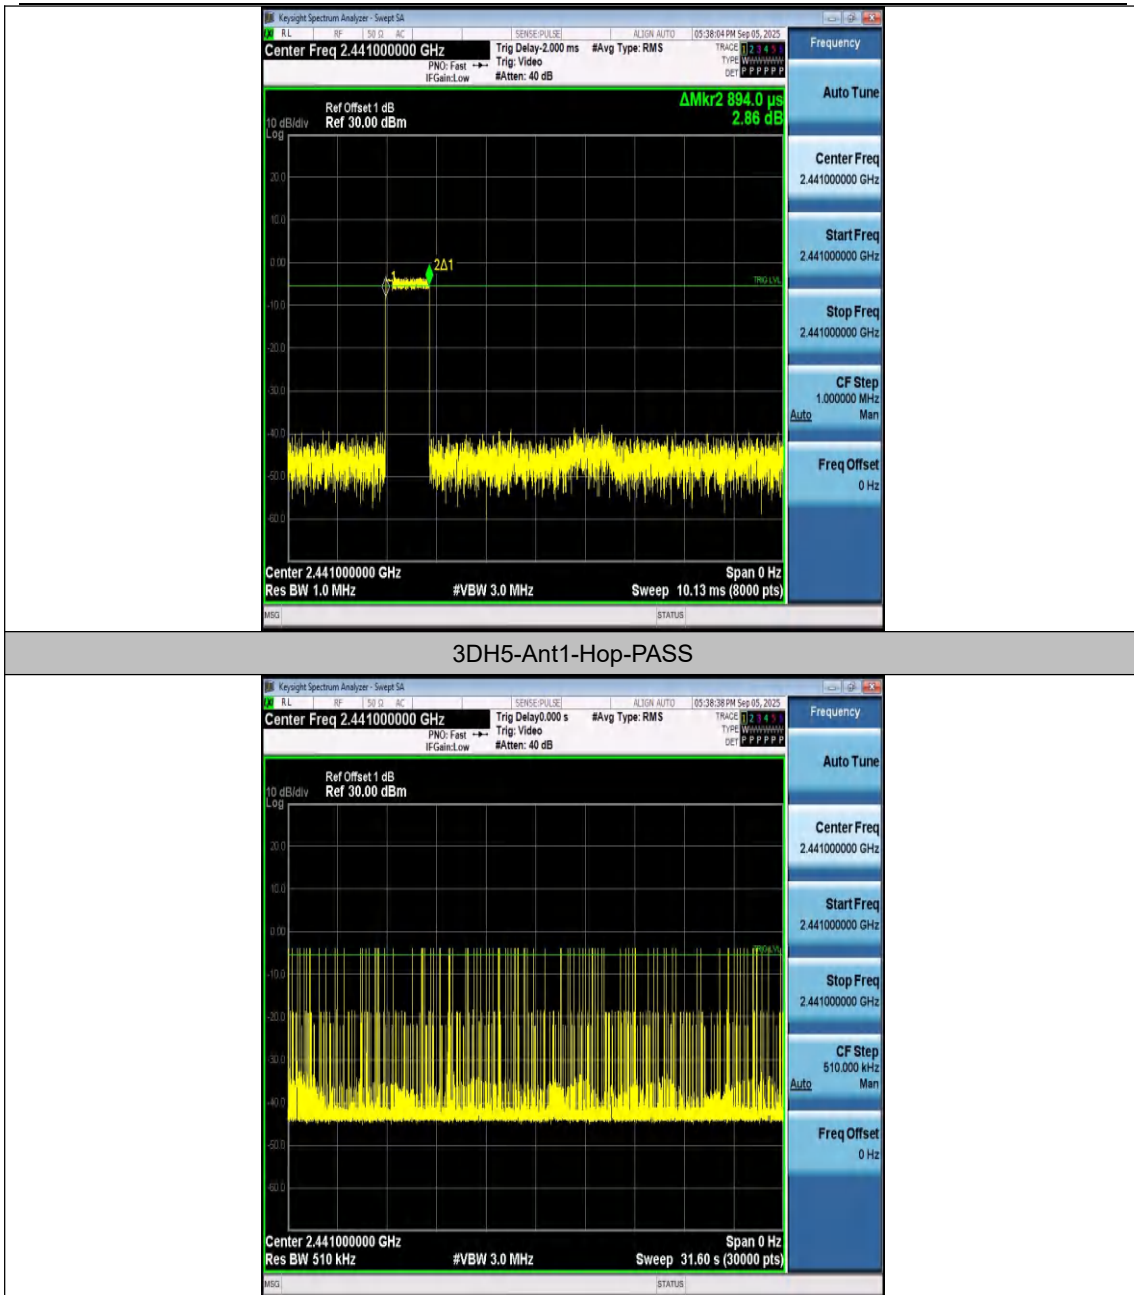 Keysight Spectrum Analyzer - Swept SA
RL RF 50 Ω AC SENSE:PULSE ALIGN AUTO 05:38:04 PM Sep 05, 2025
Center Freq 2.441000000 GHz Trig Delay-2.000 ms #Avg Type: RMS TRACE 1 2 3 4 5 6
PNO: Fast Trig: Video TYPE WWWWWW
IFGain:Low #Atten: 40 dB DET P P P P P P
Frequency
ΔMkr2 894.0 µs
2.86 dB
Ref Offset 1 dB
10 dB/div Ref 30.00 dBm
Log
20.0
10.0
0.00
-10.0
-20.0
-30.0
-40.0
-50.0
-60.0
1
2Δ1
TRIG LVL
Center 2.441000000 GHz Span 0 Hz
Res BW 1.0 MHz #VBW 3.0 MHz Sweep 10.13 ms (8000 pts)
MSG STATUS
Auto Tune
Center Freq
2.441000000 GHz
Start Freq
2.441000000 GHz
Stop Freq
2.441000000 GHz
CF Step
1.000000 MHz
Auto Man
Freq Offset
0 Hz
3DH5-Ant1-Hop-PASS
Keysight Spectrum Analyzer - Swept SA
RL RF 50 Ω AC SENSE:PULSE ALIGN AUTO 05:38:38 PM Sep 05, 2025
Center Freq 2.441000000 GHz Trig Delay0.000 s #Avg Type: RMS TRACE 1 2 3 4 5 6
PNO: Fast Trig: Video TYPE WWWWWW
IFGain:Low #Atten: 40 dB DET P P P P P P
Frequency
Ref Offset 1 dB
10 dB/div Ref 30.00 dBm
Log
20.0
10.0
0.00
-10.0
-20.0
-30.0
-40.0
-50.0
-60.0
TRIG LVL
Center 2.441000000 GHz Span 0 Hz
Res BW 510 kHz #VBW 3.0 MHz Sweep 31.60 s (30000 pts)
MSG STATUS
Auto Tune
Center Freq
2.441000000 GHz
Start Freq
2.441000000 GHz
Stop Freq
2.441000000 GHz
CF Step
510.000 kHz
Auto Man
Freq Offset
0 Hz